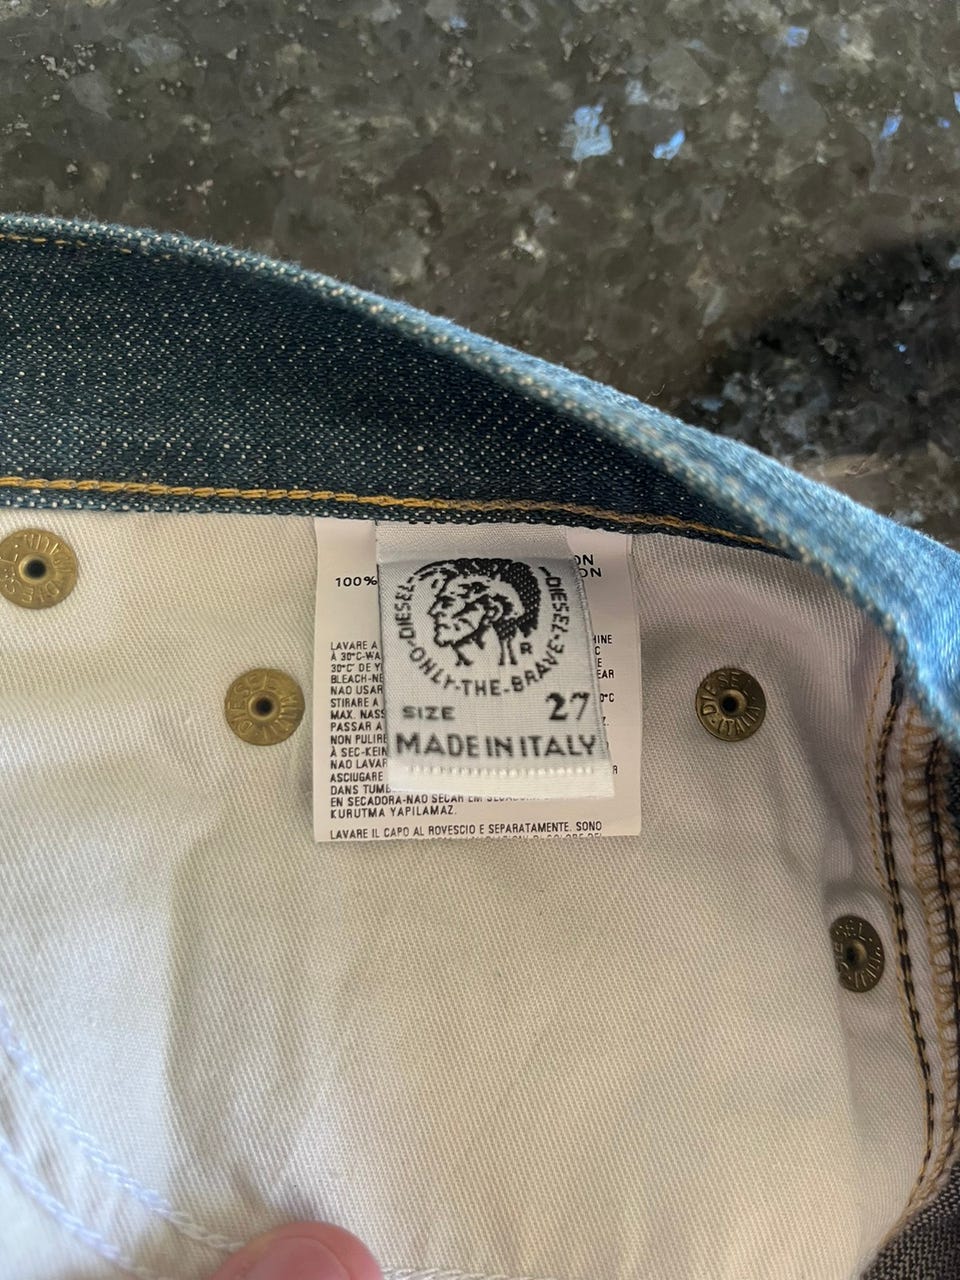 100%
ON
ON
DIESEL·ONLY·THE·BRAVE·DIESEL
R
SIZE 27
MADE IN ITALY
LAVARE A
À 30°C-WA
30°C DE Y
BLEACH-NE
NAO USAR
STIRARE A
MAX. NASS
PASSAR A
NON PULIRE
À SEC-KEIN
NAO LAVAR
ASCIUGARE
DANS TUMB
EN SECADORA-NAO SECAR EM
KURUTMA YAPILAMAZ.
LAVARE IL CAPO AL ROVESCIO E SEPARATAMENTE. SONO
DIESEL ITALIA